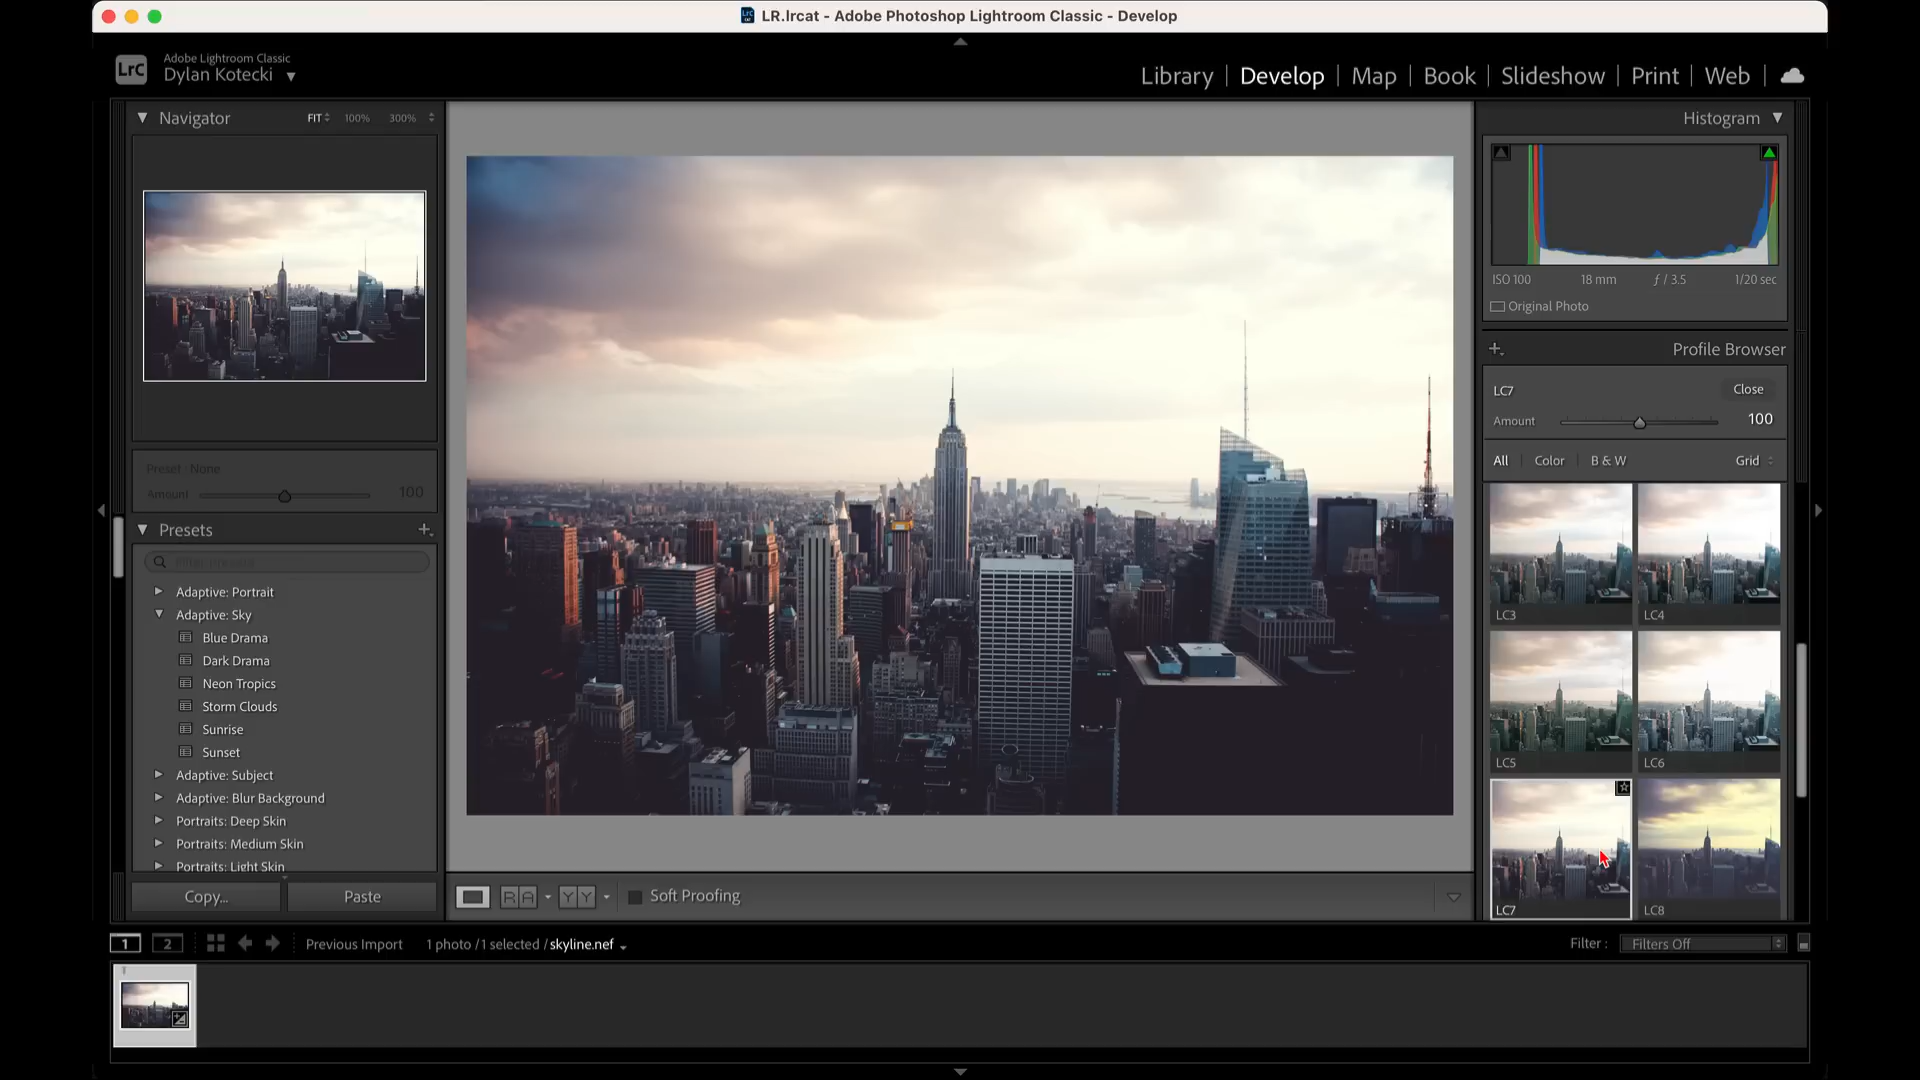 LR.lrcat - Adobe Photoshop Lightroom Classic - Develop
LrC
Adobe Lightroom Classic
Dylan Kotecki
Library | Develop | Map | Book | Slideshow | Print | Web
Navigator
FIT
100%
300%
Preset None
Amount
100
Presets
Adaptive: Portrait
Adaptive: Sky
Blue Drama
Dark Drama
Neon Tropics
Storm Clouds
Sunrise
Sunset
Adaptive: Subject
Adaptive: Blur Background
Portraits: Deep Skin
Portraits: Medium Skin
Portraits: Light Skin
Copy...
Paste
R A
Y Y
Soft Proofing
Histogram
ISO 100
18 mm
ƒ / 3.5
1/20 sec
Original Photo
Profile Browser
LC7
Close
Amount
100
All
Color
B & W
Grid
LC3
LC4
LC5
LC6
LC7
LC8
1
2
Previous Import
1 photo /1 selected /skyline.nef
Filter :
Filters Off